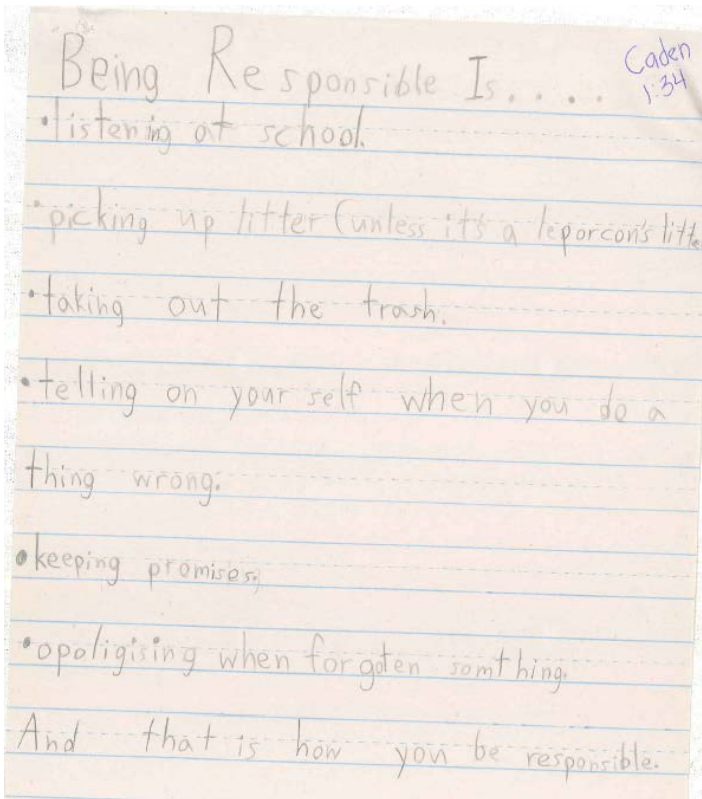 Being Responsible Is....
Caden
1:34
•listening at school.
•picking up litter (unless it's a leporcon's litte
•taking out the trash.
•telling on your self when you do a
thing wrong.
•keeping promises.
•opoligising when forgoten somthing.
And that is how you be responsible.